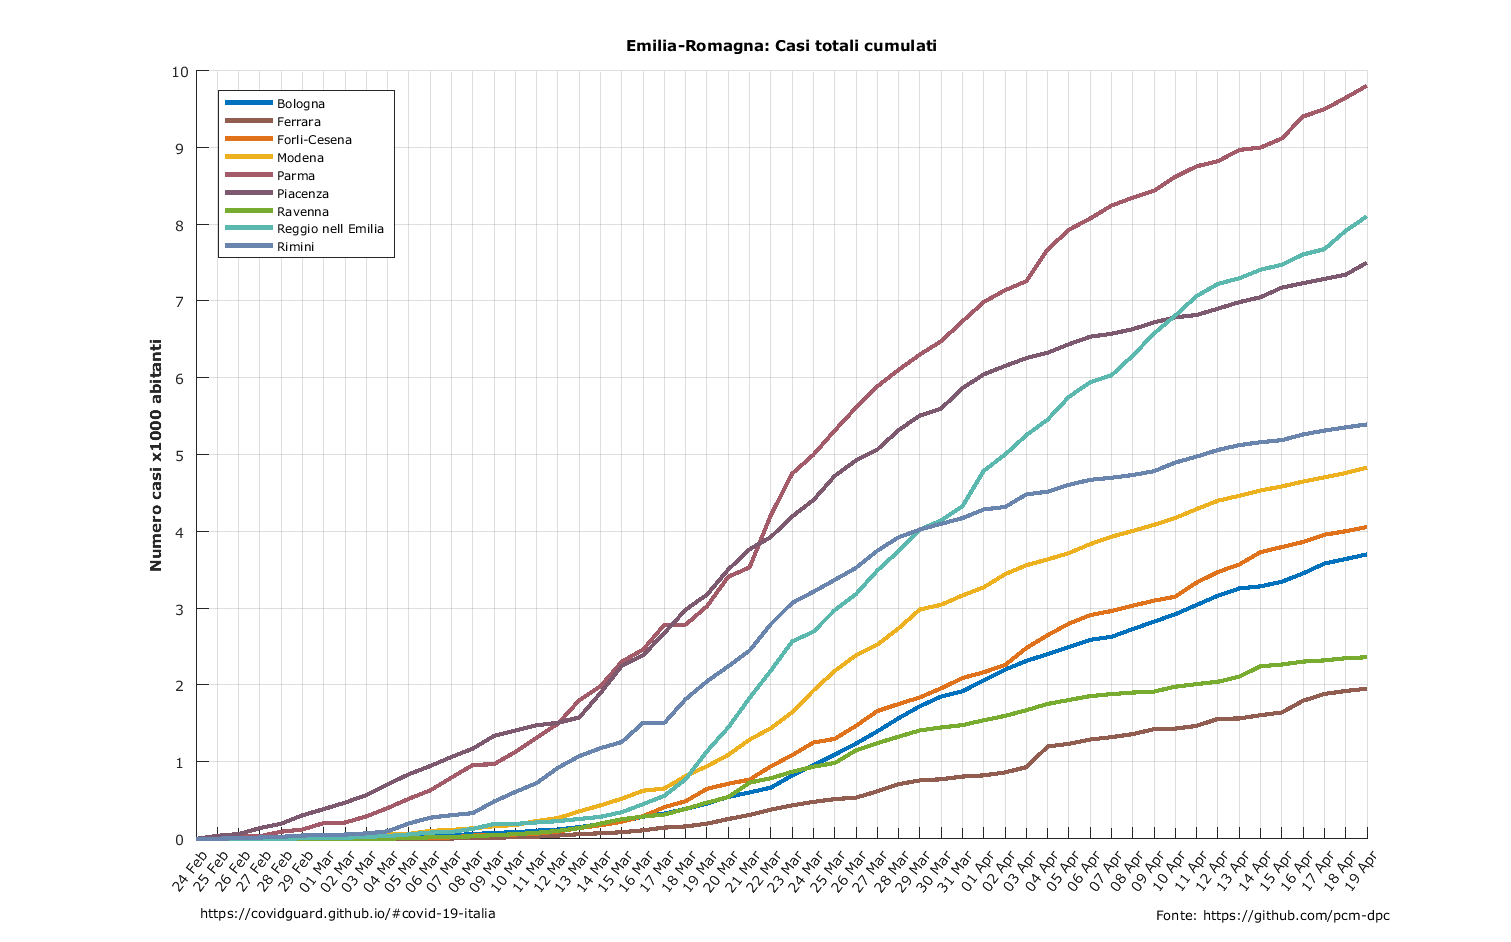 Emilia-Romagna: Casi totali cumulati
10
9
8
7
6
5
4
3
2
1
0
Numero casi x1000 abitanti
Bologna
Ferrara
Forlì-Cesena
Modena
Parma
Piacenza
Ravenna
Reggio nell Emilia
Rimini
24 Feb
25 Feb
26 Feb
27 Feb
28 Feb
29 Feb
01 Mar
02 Mar
03 Mar
04 Mar
05 Mar
06 Mar
07 Mar
08 Mar
09 Mar
10 Mar
11 Mar
12 Mar
13 Mar
14 Mar
15 Mar
16 Mar
17 Mar
18 Mar
19 Mar
20 Mar
21 Mar
22 Mar
23 Mar
24 Mar
25 Mar
26 Mar
27 Mar
28 Mar
29 Mar
30 Mar
31 Mar
01 Apr
02 Apr
03 Apr
04 Apr
05 Apr
06 Apr
07 Apr
08 Apr
09 Apr
10 Apr
11 Apr
12 Apr
13 Apr
14 Apr
15 Apr
16 Apr
17 Apr
18 Apr
19 Apr
https://covidguard.github.io/#covid-19-italia
Fonte: https://github.com/pcm-dpc